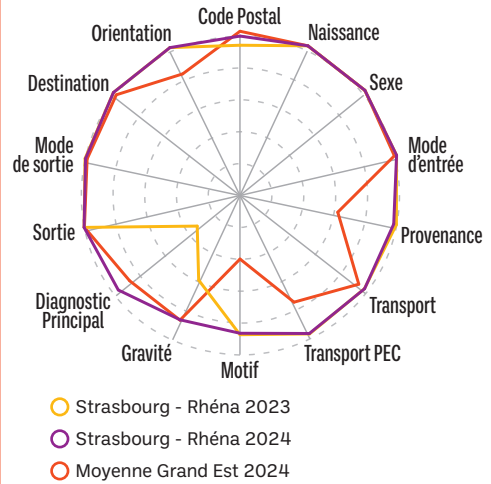 Code Postal
Naissance
Sexe
Mode
d'entrée
Provenance
Transport
Transport PEC
Motif
Gravité
Diagnostic
Principal
Sortie
Mode
de sortie
Destination
Orientation
Strasbourg - Rhéna 2023
Strasbourg - Rhéna 2024
Moyenne Grand Est 2024